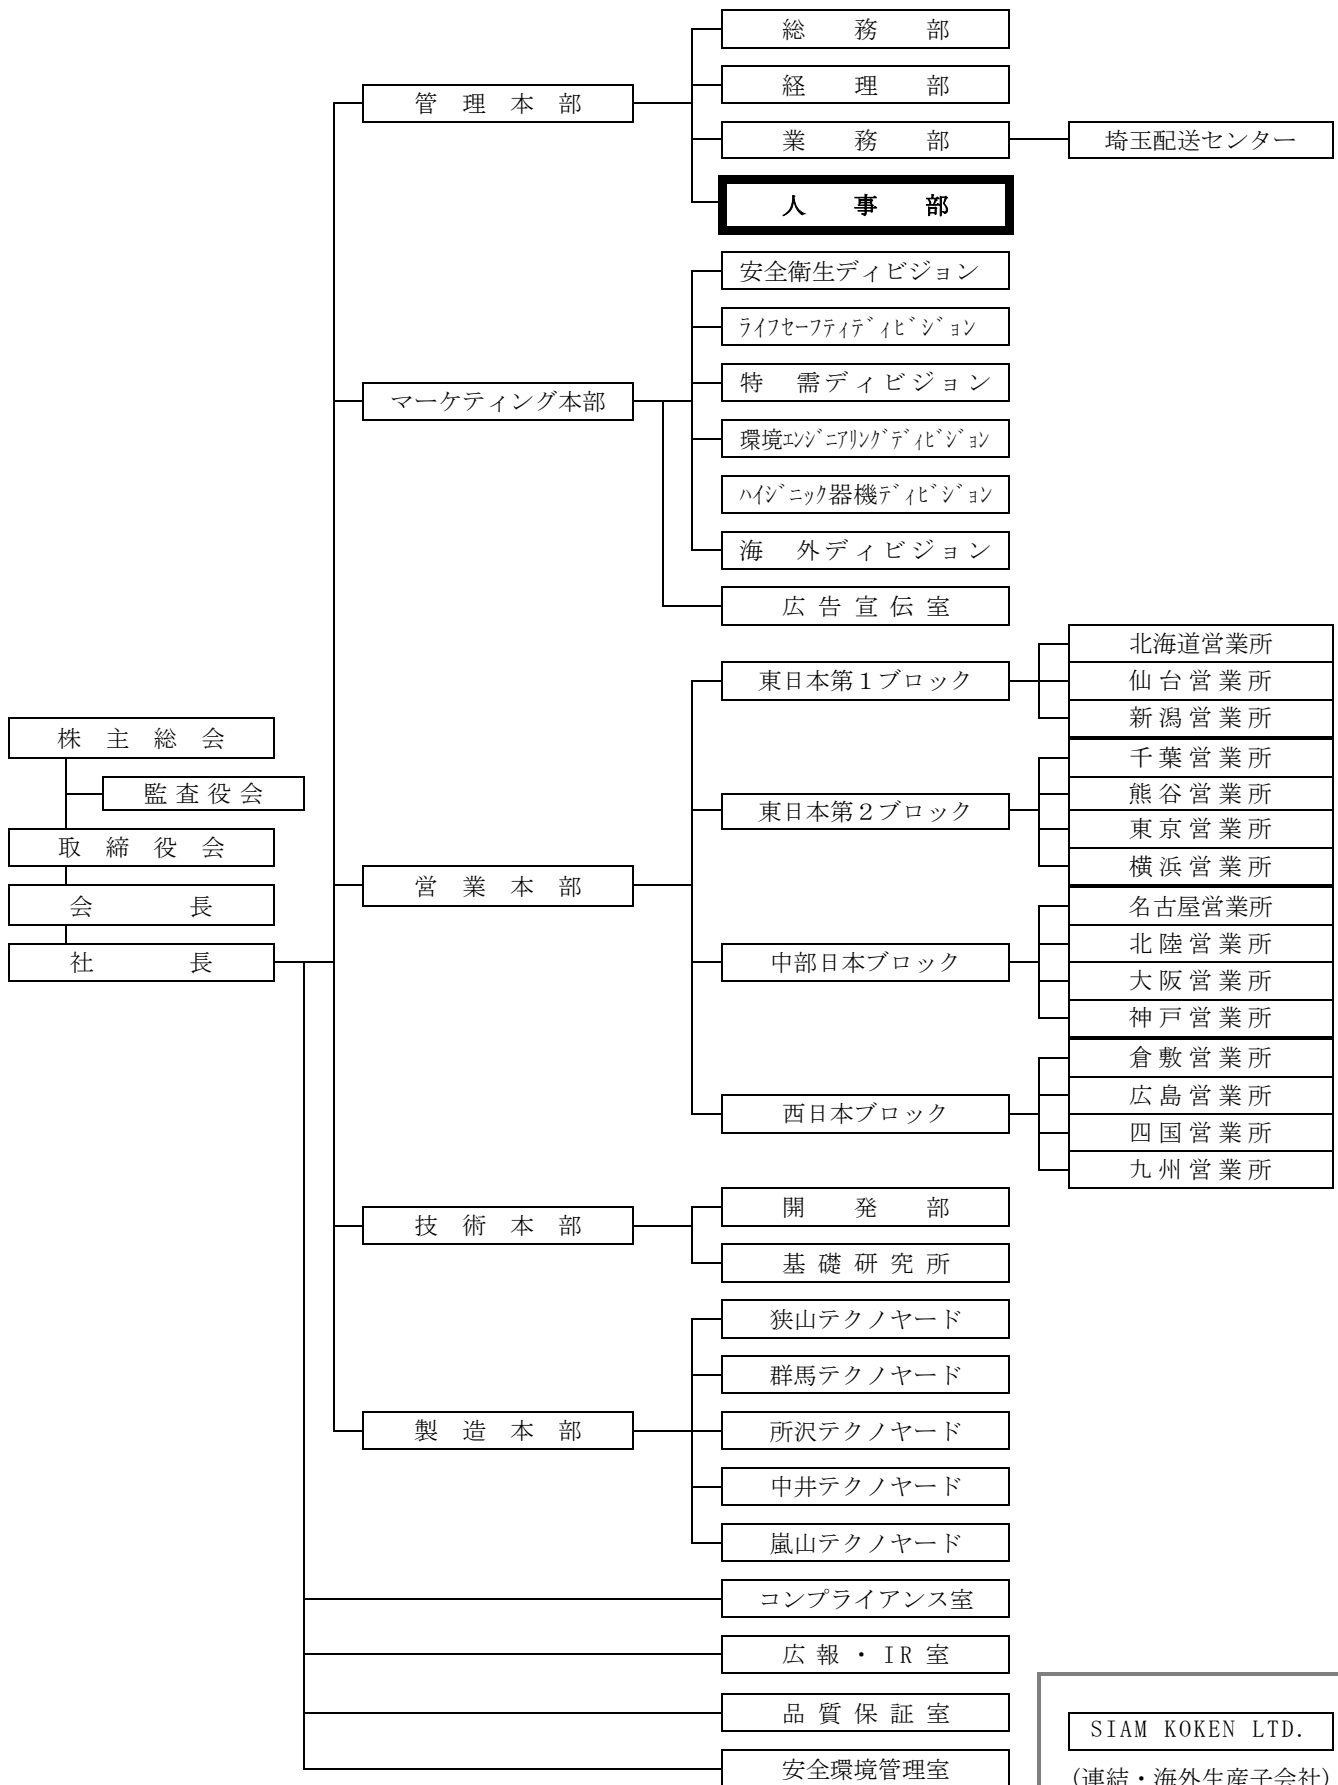 株主総会
監査役会
取締役会
会長
社長
管理本部
総務部
経理部
業務部
埼玉配送センター
人事部
マーケティング本部
安全衛生ディビジョン
ﾗｲﾌｾｰﾌﾃｨﾃﾞｨﾋﾞｼﾞｮﾝ
特 需ディビジョン
環境ｴﾝｼﾞﾆｱﾘﾝｸﾞﾃﾞｨﾋﾞｼﾞｮﾝ
ﾊｲｼﾞﾆｯｸ器機ﾃﾞｨﾋﾞｼﾞｮﾝ
海 外ディビジョン
広告宣伝室
営業本部
東日本第1ブロック
北海道営業所
仙台営業所
新潟営業所
東日本第2ブロック
千葉営業所
熊谷営業所
東京営業所
横浜営業所
中部日本ブロック
名古屋営業所
北陸営業所
大阪営業所
神戸営業所
西日本ブロック
倉敷営業所
広島営業所
四国営業所
九州営業所
技術本部
開発部
基礎研究所
製造本部
狭山テクノヤード
群馬テクノヤード
所沢テクノヤード
中井テクノヤード
嵐山テクノヤード
コンプライアンス室
広報・IR室
品質保証室
安全環境管理室
SIAM KOKEN LTD.
(連結・海外生産子会社)